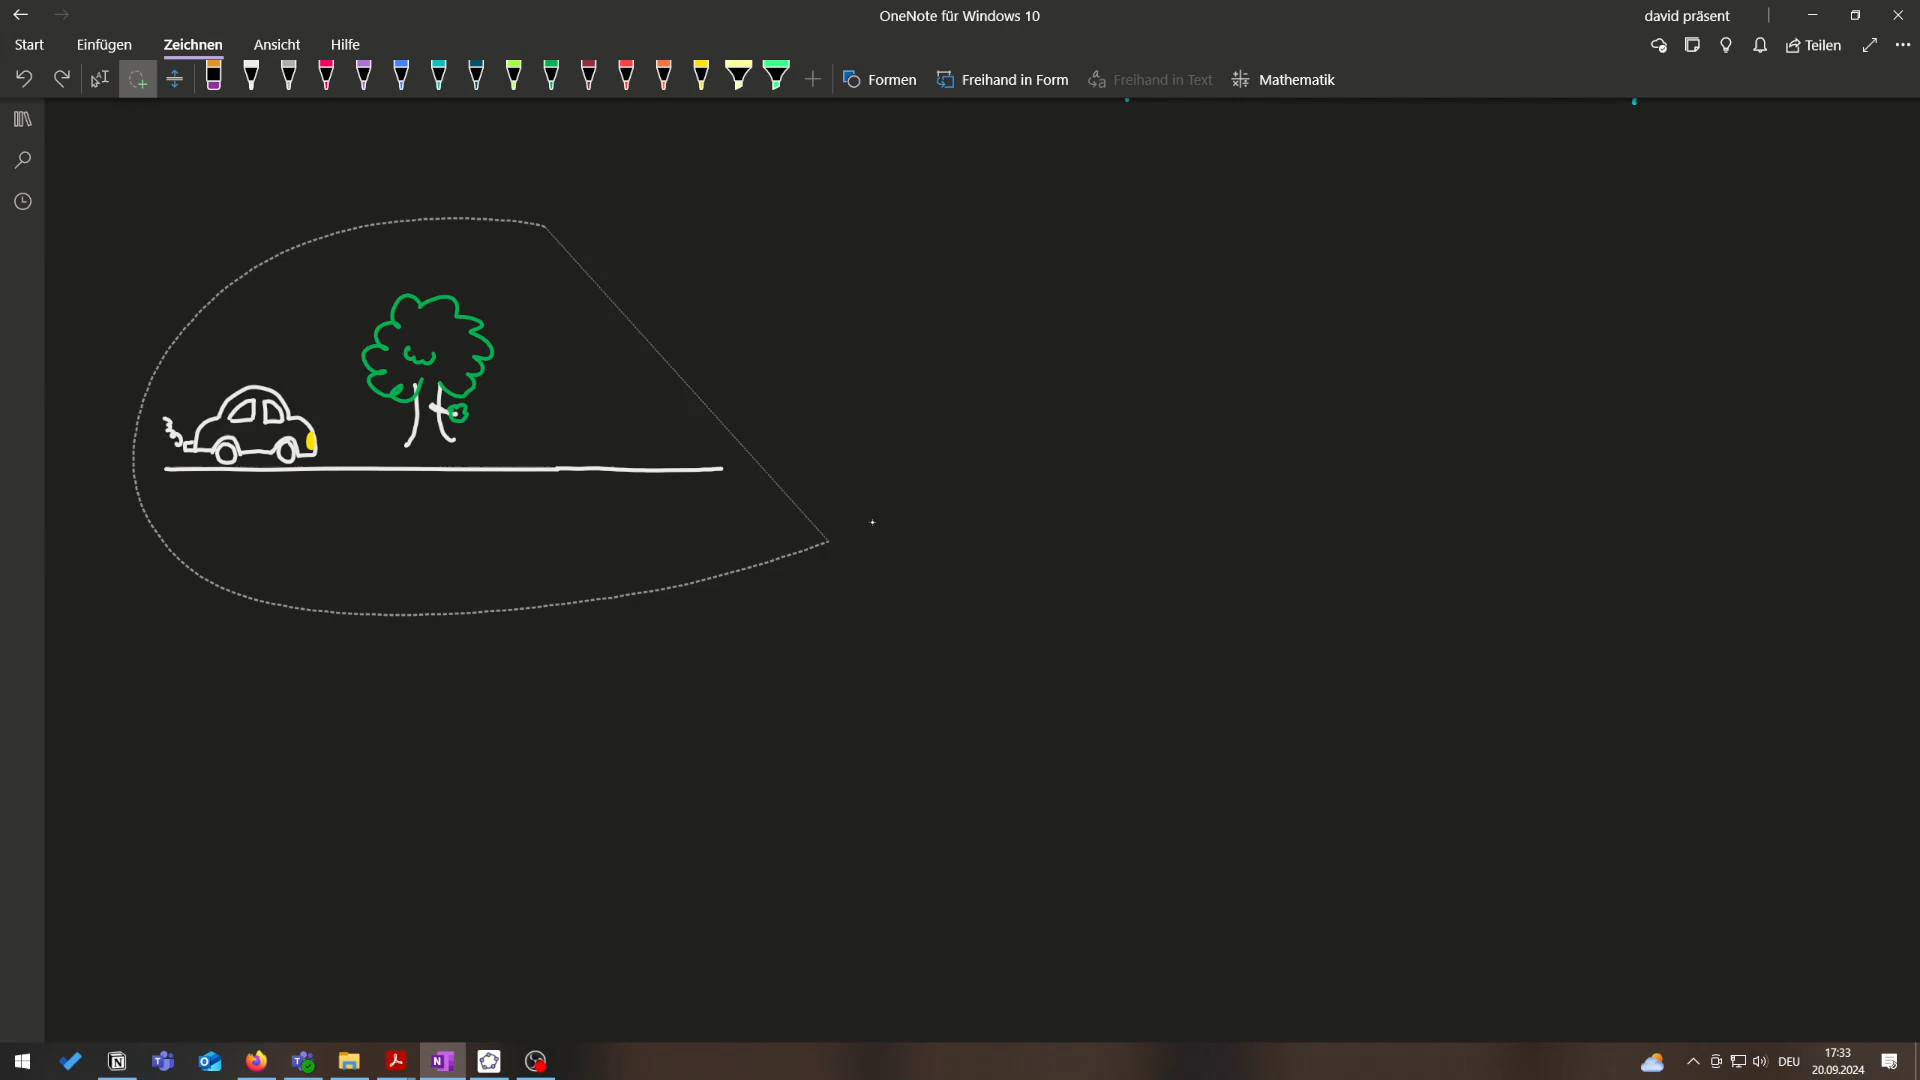 OneNote für Windows 10
david präsent
Start Einfügen Zeichnen Ansicht Hilfe
Teilen
Formen Freihand in Form Freihand in Text Mathematik
DEU
17:33
20.09.2024